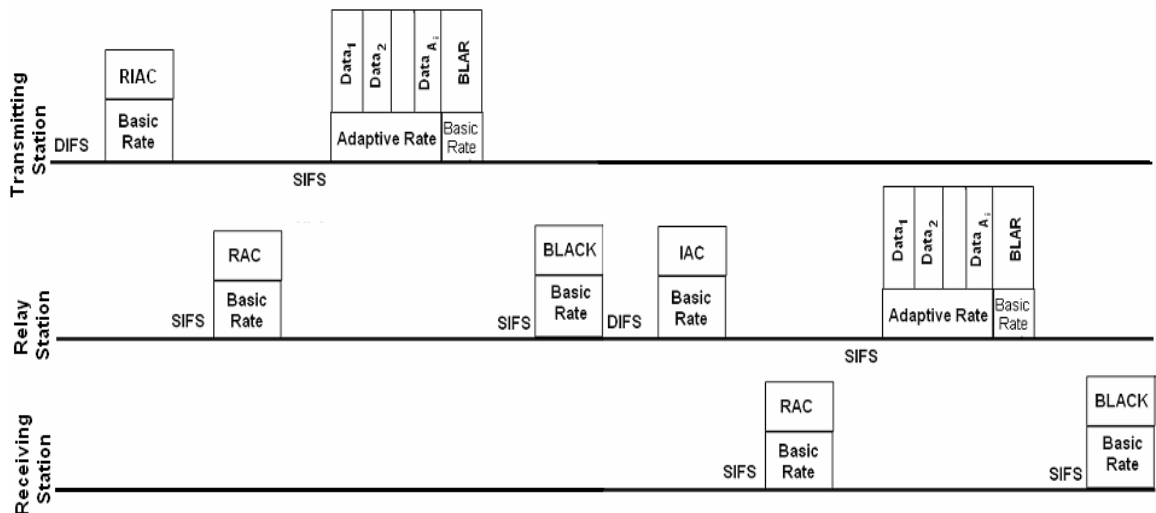 Transmitting
Station
DIFS
RIAC
Basic
Rate
SIFS
Data1
Data2
DataAi
BLAR
Adaptive Rate
Basic
Rate
Relay
Station
SIFS
RAC
Basic
Rate
SIFS
BLACK
Basic
Rate
DIFS
IAC
Basic
Rate
SIFS
Data1
Data2
DataAi
BLAR
Adaptive Rate
Basic
Rate
Receiving
Station
SIFS
RAC
Basic
Rate
SIFS
BLACK
Basic
Rate